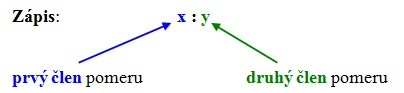 Zápis: x : y
prvý člen pomeru druhý člen pomeru